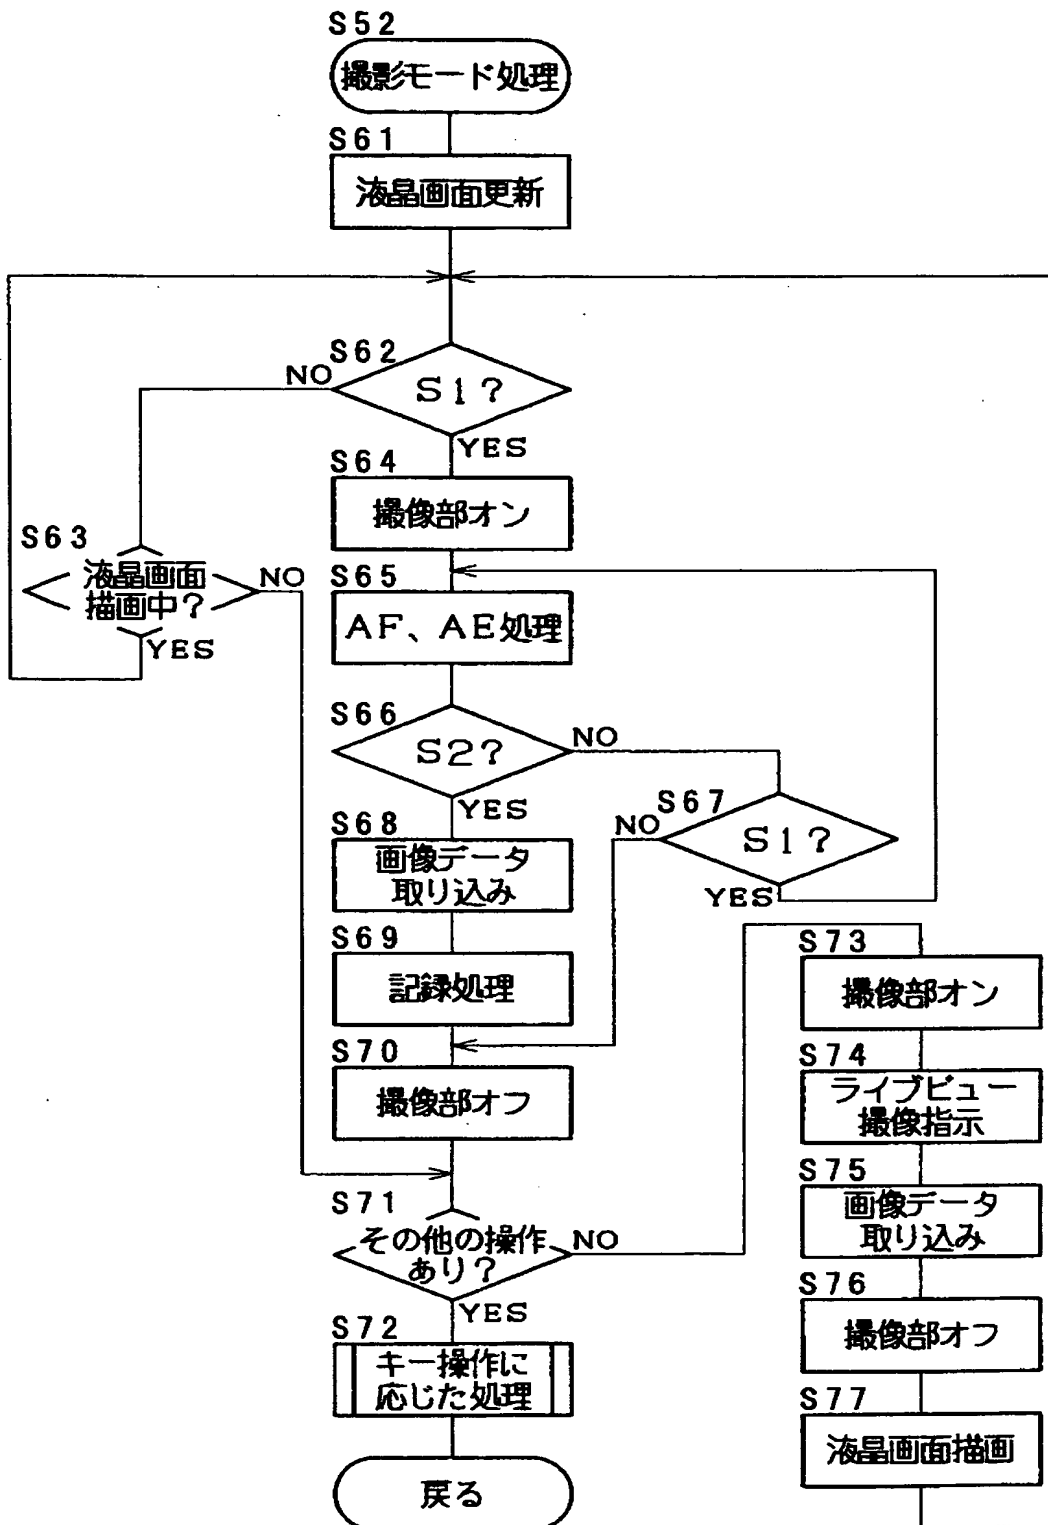 S52
撮影モード処理
S61
液晶画面更新
S62
NO
S1?
YES
S64
撮像部オン
S63
液晶画面
描画中?
NO
YES
S65
AF、AE処理
S66
S2?
NO
YES
S67
NO
S1?
YES
S68
画像データ
取り込み
S69
記録処理
S70
撮像部オフ
S71
その他の操作
あり?
NO
YES
S72
キー操作に
応じた処理
戻る
S73
撮像部オン
S74
ライブビュー
撮像指示
S75
画像データ
取り込み
S76
撮像部オフ
S77
液晶画面描画